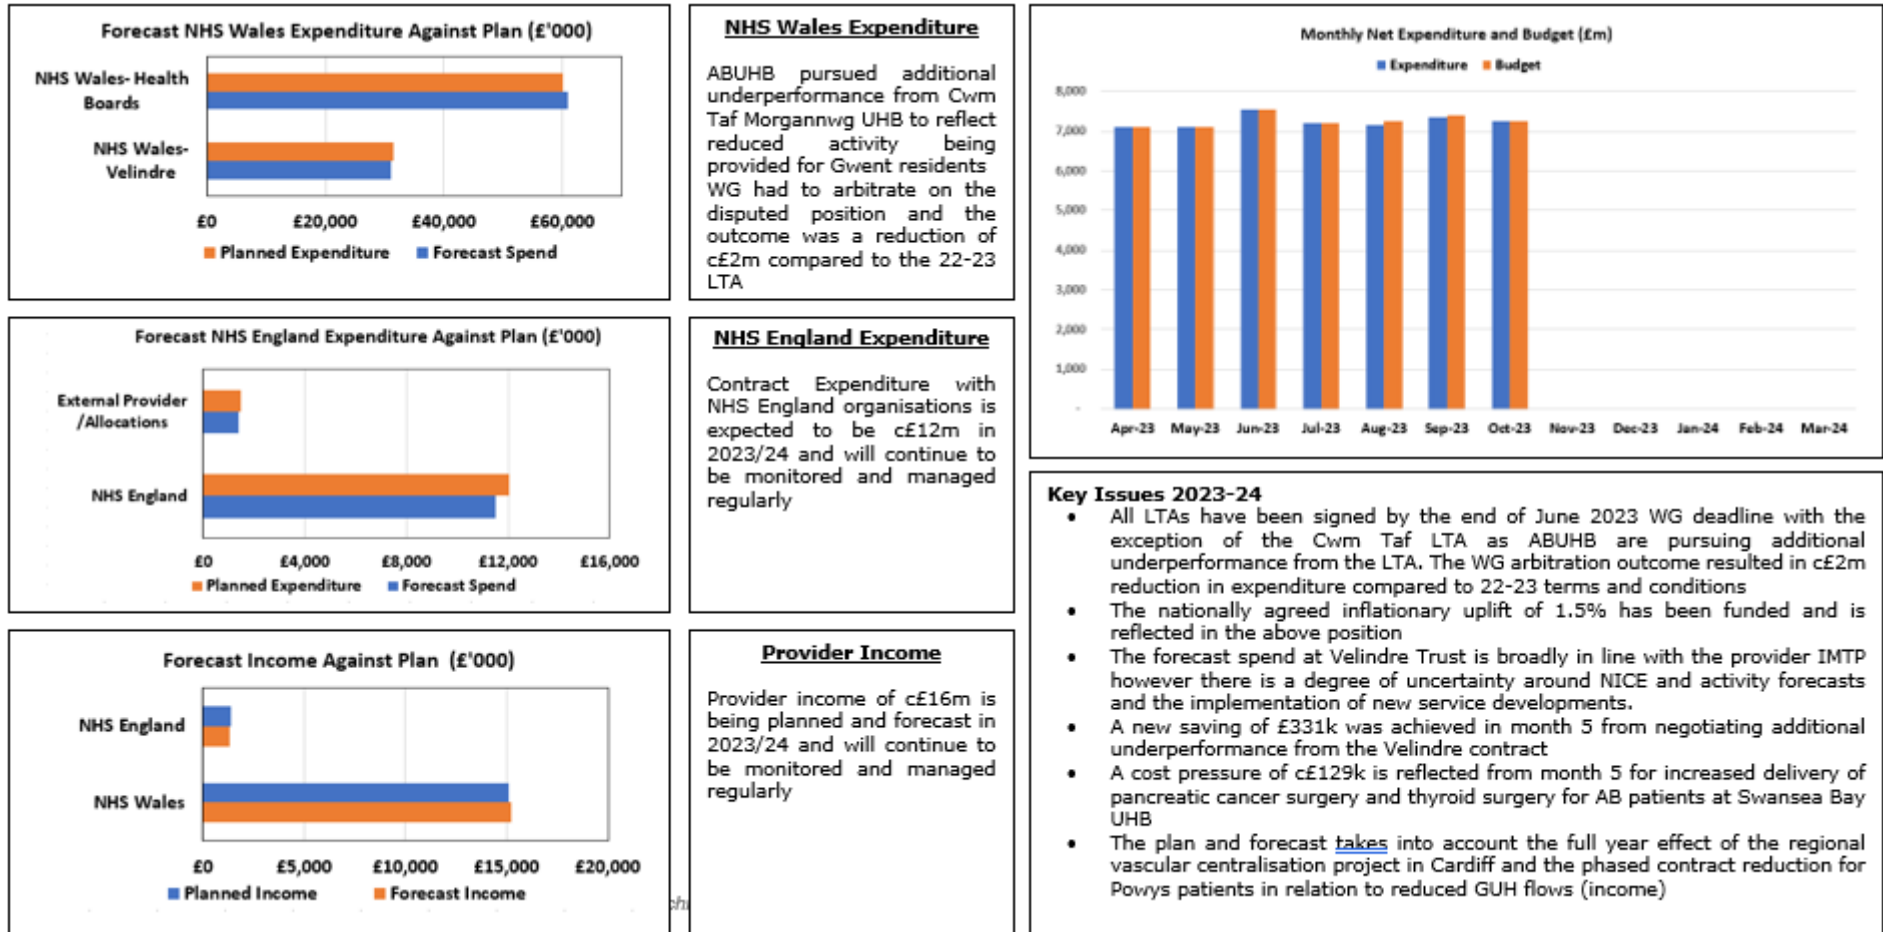 Forecast NHS Wales Expenditure Against Plan (£'000)
NHS Wales- Health
Boards
NHS Wales-
Velindre
£0 £20,000 £40,000 £60,000
Planned Expenditure Forecast Spend
NHS Wales Expenditure
ABUHB pursued additional
underperformance from Cwm
Taf Morgannwg UHB to reflect
reduced activity being
provided for Gwent residents
WG had to arbitrate on the
disputed position and the
outcome was a reduction of
c£2m compared to the 22-23
LTA
Forecast NHS England Expenditure Against Plan (£'000)
External Provider
/Allocations
NHS England
£0 £4,000 £8,000 £12,000 £16,000
Planned Expenditure Forecast Spend
NHS England Expenditure
Contract Expenditure with
NHS England organisations is
expected to be c£12m in
2023/24 and will continue to
be monitored and managed
regularly
Forecast Income Against Plan (£'000)
NHS England
NHS Wales
£0 £5,000 £10,000 £15,000 £20,000
Planned Income Forecast Income
Provider Income
Provider income of c£16m is
being planned and forecast in
2023/24 and will continue to
be monitored and managed
regularly
Monthly Net Expenditure and Budget (£m)
Expenditure Budget
8,000
7,000
6,000
5,000
4,000
3,000
2,000
1,000
-
Apr-23 May-23 Jun-23 Jul-23 Aug-23 Sep-23 Oct-23 Nov-23 Dec-23 Jan-24 Feb-24 Mar-24
Key Issues 2023-24
• All LTAs have been signed by the end of June 2023 WG deadline with the
exception of the Cwm Taf LTA as ABUHB are pursuing additional
underperformance from the LTA. The WG arbitration outcome resulted in c£2m
reduction in expenditure compared to 22-23 terms and conditions
• The nationally agreed inflationary uplift of 1.5% has been funded and is
reflected in the above position
• The forecast spend at Velindre Trust is broadly in line with the provider IMTP
however there is a degree of uncertainty around NICE and activity forecasts
and the implementation of new service developments.
• A new saving of £331k was achieved in month 5 from negotiating additional
underperformance from the Velindre contract
• A cost pressure of c£129k is reflected from month 5 for increased delivery of
pancreatic cancer surgery and thyroid surgery for AB patients at Swansea Bay
UHB
• The plan and forecast takes into account the full year effect of the regional
vascular centralisation project in Cardiff and the phased contract reduction for
Powys patients in relation to reduced GUH flows (income)